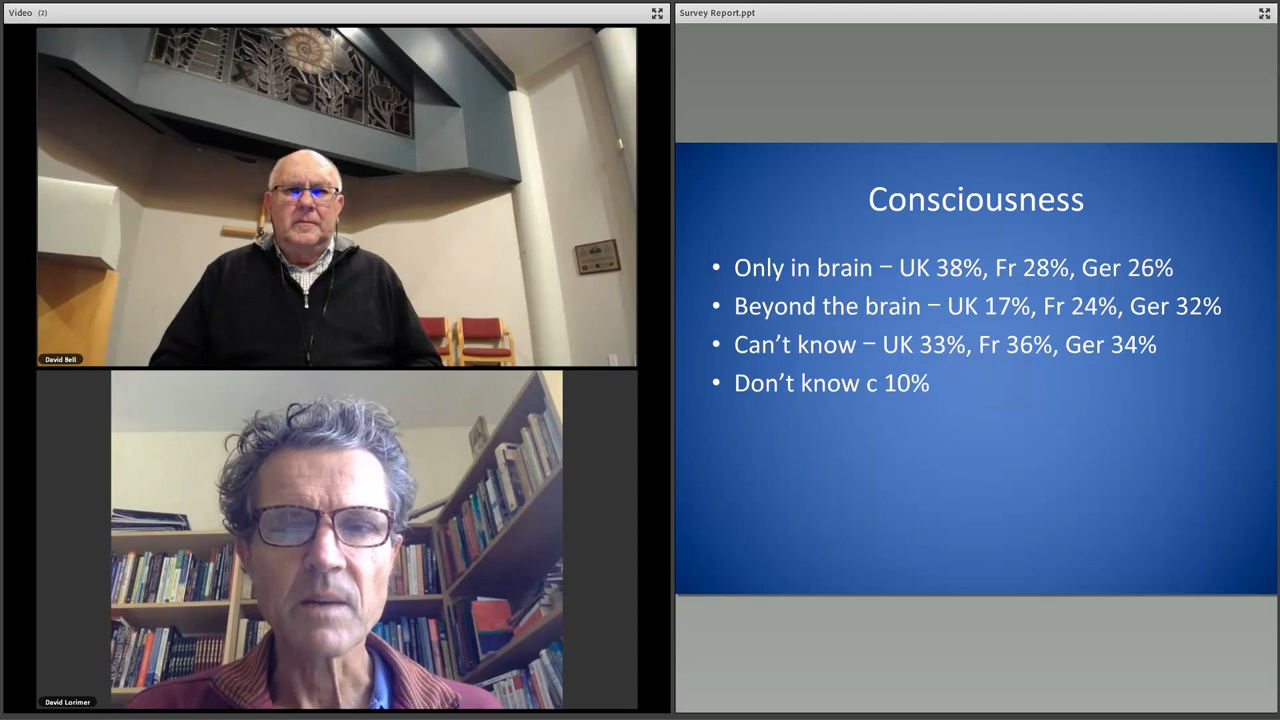 Video (2)
David Bell
David Lorimer
Survey Report.ppt
Consciousness
• Only in brain – UK 38%, Fr 28%, Ger 26%
• Beyond the brain – UK 17%, Fr 24%, Ger 32%
• Can’t know – UK 33%, Fr 36%, Ger 34%
• Don’t know c 10%